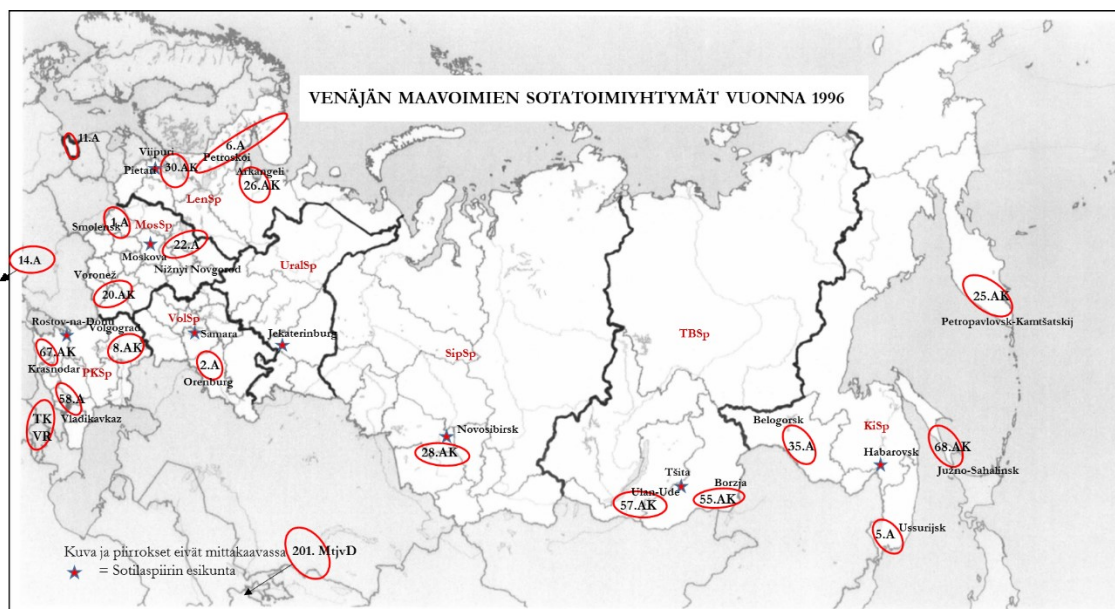 VENÄJÄN MAAVOIMIEN SOTATOIMIYHTYMÄT VUONNA 1996
11.A
Viipuri
Pietari
30.AK
6.A
Petroskoi
Arkangeli
26.AK
LenSp
Smolensk
1.A
MosSp
Moskova
22.A
Nižnyi Novgorod
14.A
Voronež
20.AK
UralSp
VolSp
Samara
Jekaterinburg
Rostov-na-Donu
Volgograd
67.AK
8.AK
Krasnodar
PKSp
2.A
Orenburg
58.A
Vladikavkaz
TK
VR
SipSp
Novosibirsk
28.AK
TBSp
Tšita
Ulan-Ude
Borzja
57.AK
55.AK
25.AK
Petropavlovsk-Kamtšatskij
Belogorsk
35.A
KiSp
Habarovsk
68.AK
Južno-Sahalinsk
Ussurijsk
5.A
201. MtjvD
Kuva ja piirrokset eivät mittakaavassa
= Sotilaspiirin esikunta